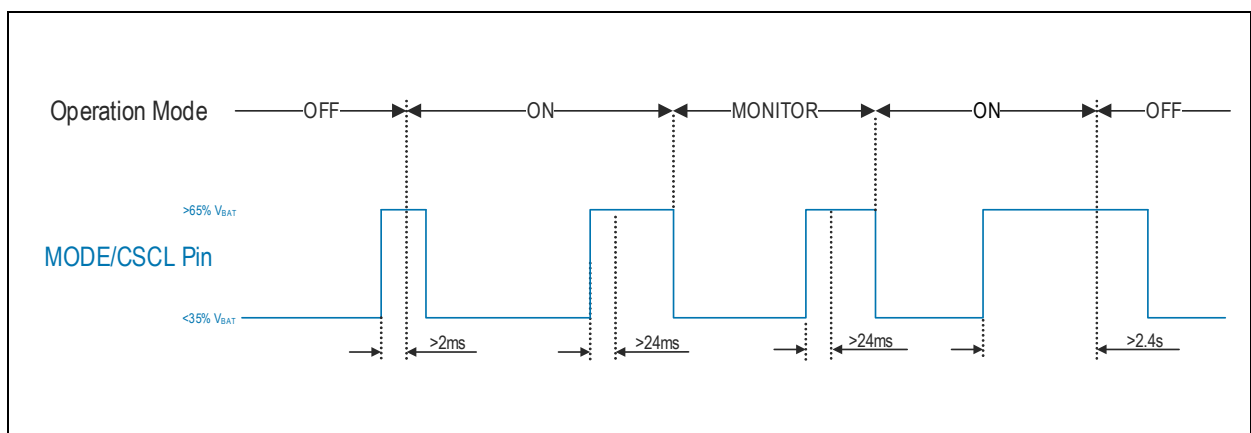 Operation Mode OFF ON MONITOR ON OFF
>65% VBAT
MODE/CSCL Pin
<35% VBAT
>2ms >24ms >24ms >2.4s